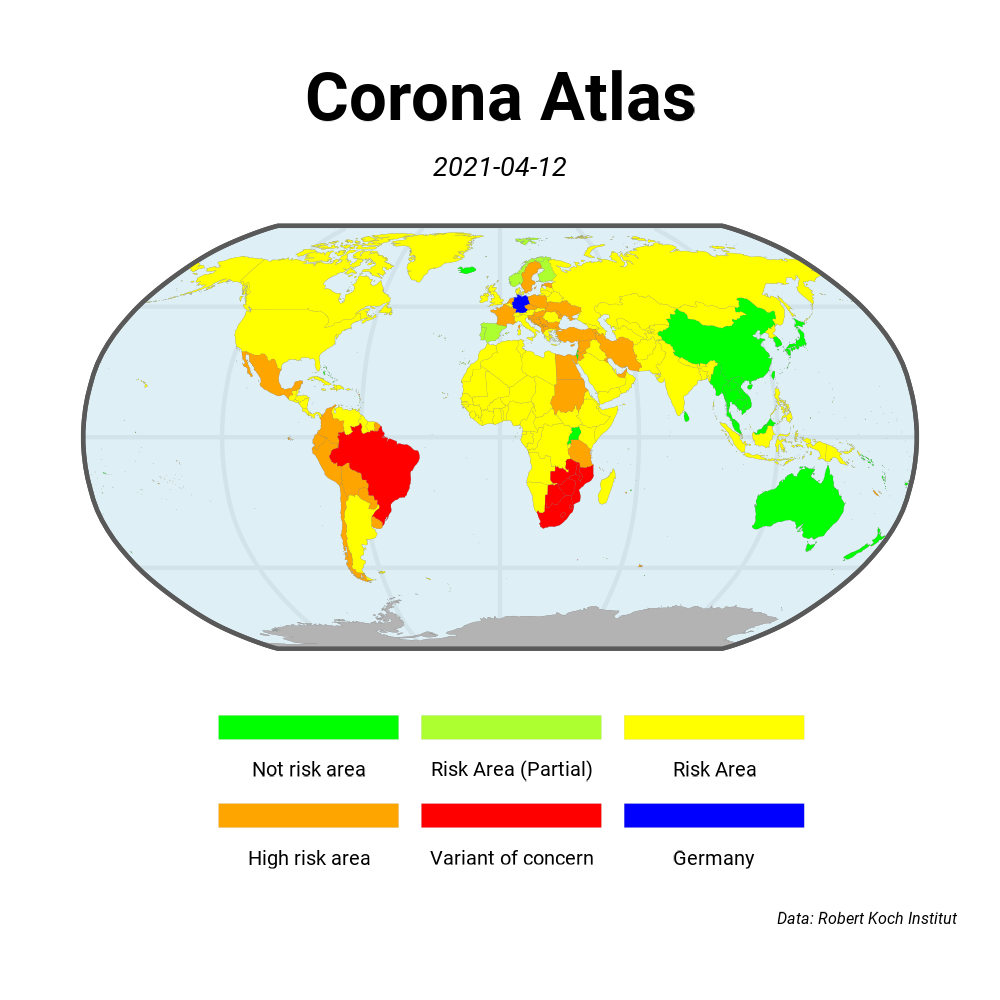 Corona Atlas
2021-04-12
Not risk area
Risk Area (Partial)
Risk Area
High risk area
Variant of concern
Germany
Data: Robert Koch Institut